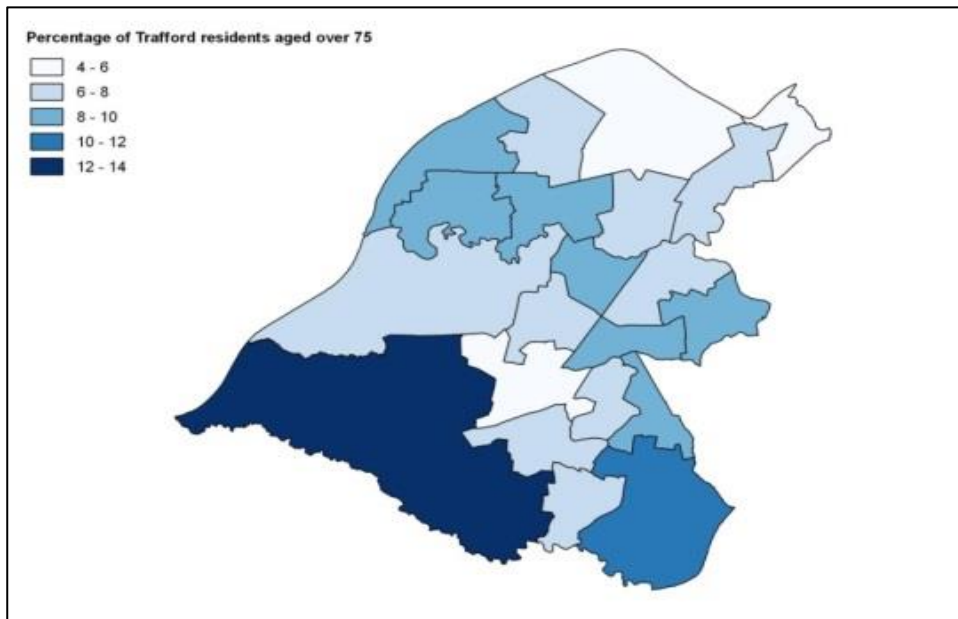 Percentage of Trafford residents aged over 75
4 - 6
6 - 8
8 - 10
10 - 12
12 - 14